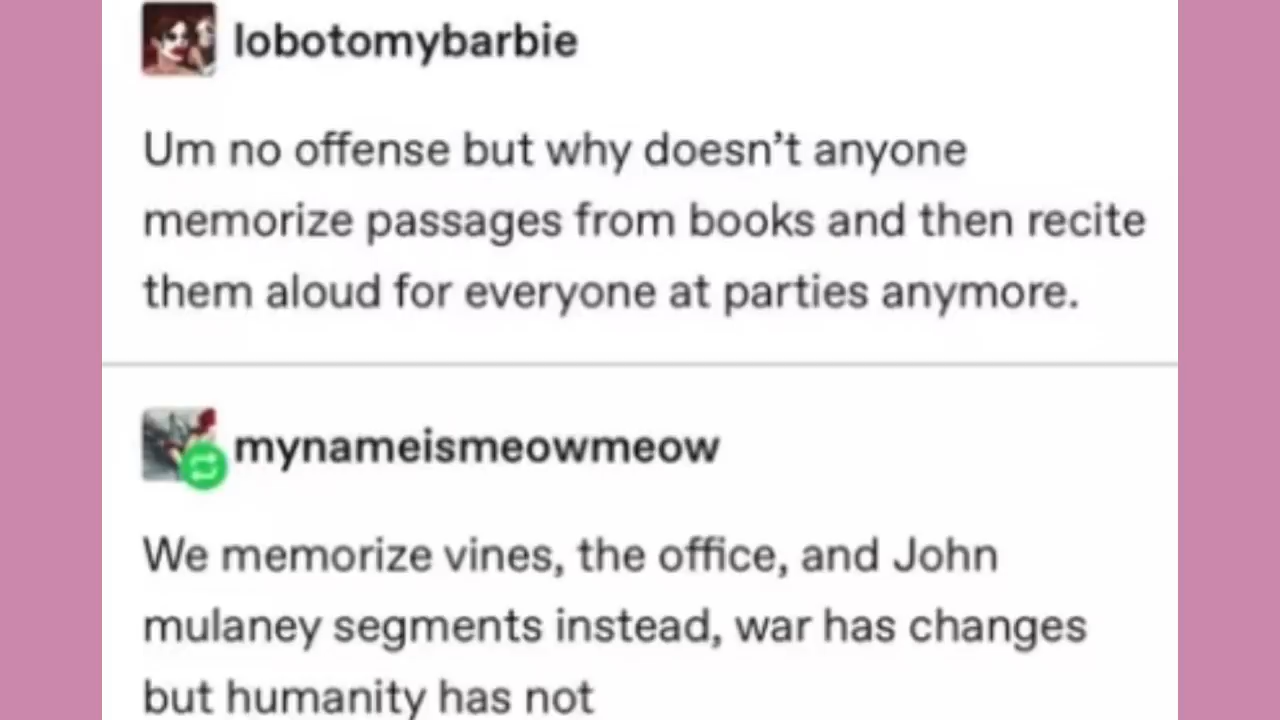 lobotomybarbie
Um no offense but why doesn’t anyone
memorize passages from books and then recite
them aloud for everyone at parties anymore.
mynameismeowmeow
We memorize vines, the office, and John
mulaney segments instead, war has changes
but humanity has not